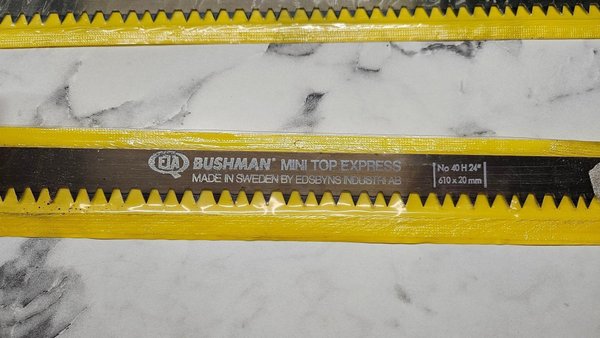 EIA BUSHMAN® MINI TOP EXPRESS
MADE IN SWEDEN BY EDSBYNS INDUSTRI AB
No 40 H 24"
610 x 20 mm